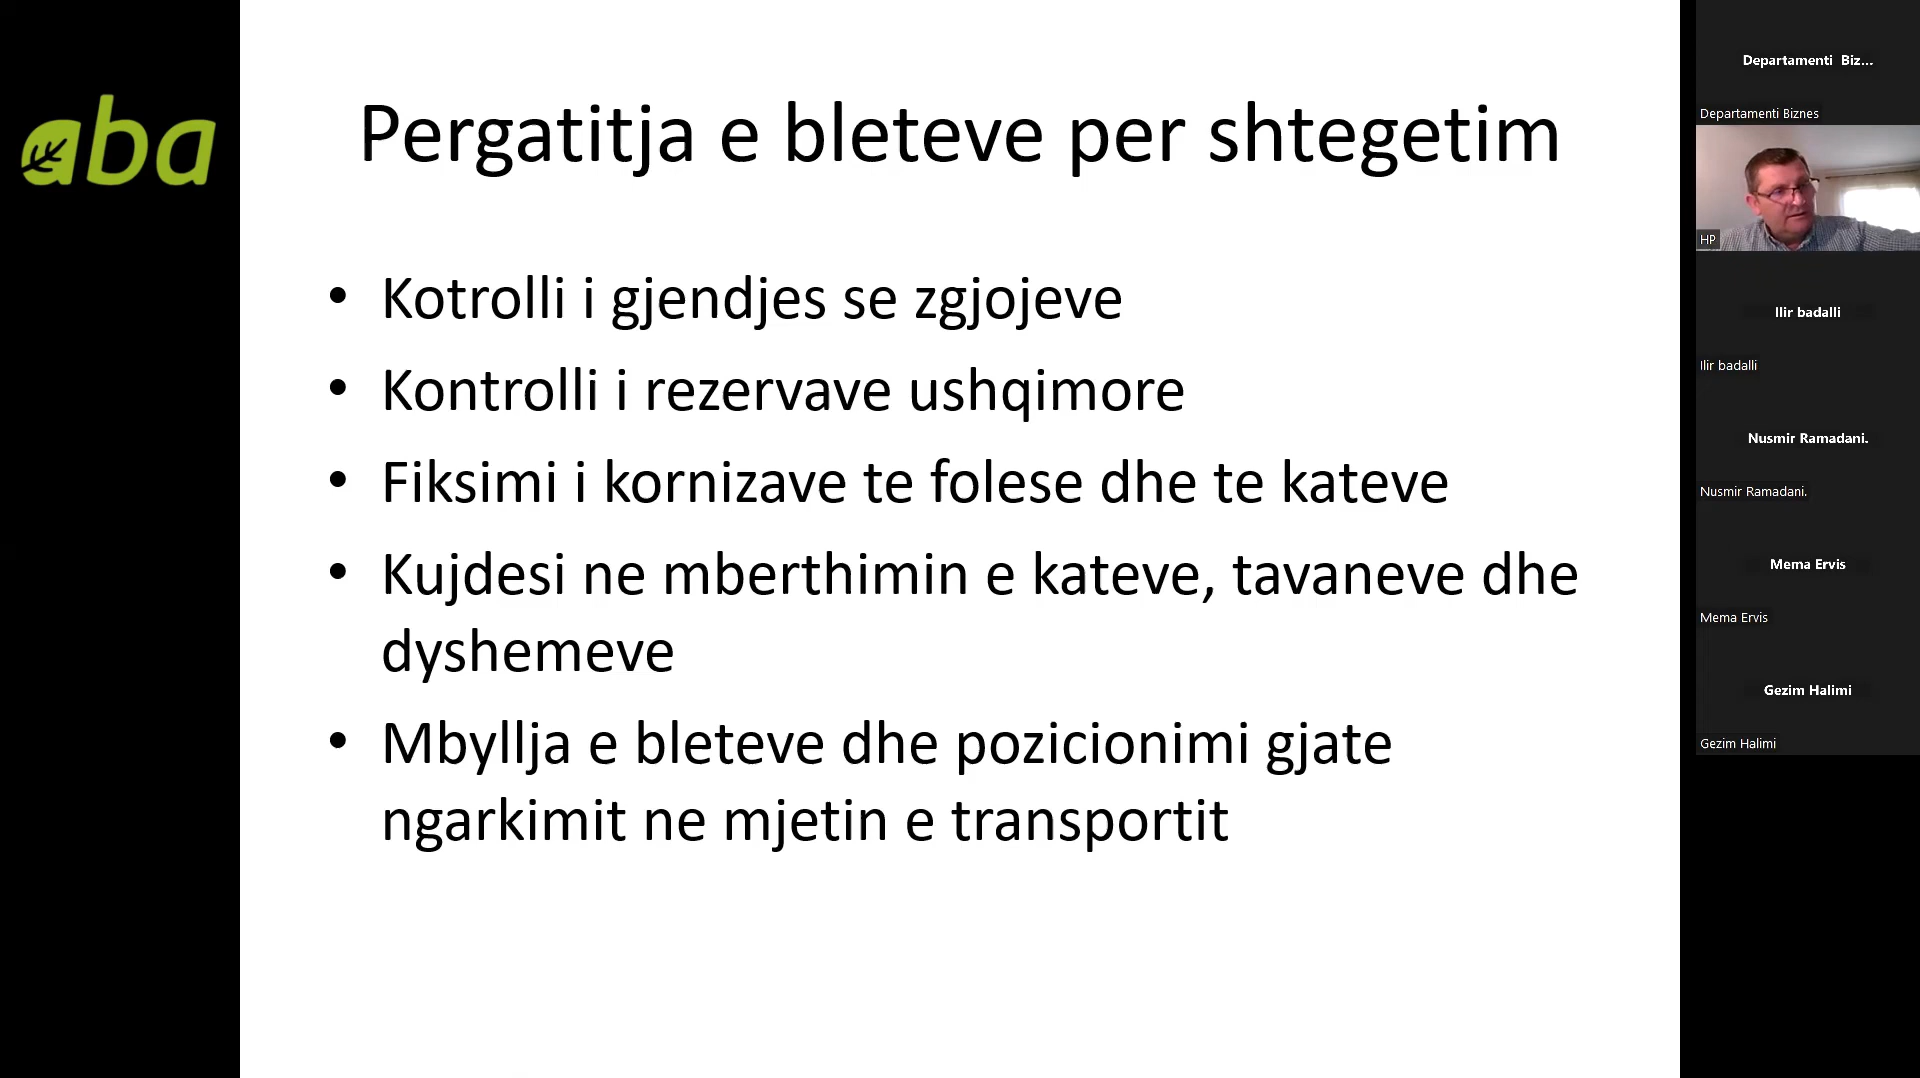 aba
Pergatitja e bleteve per shtegetim
• Kotrolli i gjendjes se zgjojeve
• Kontrolli i rezervave ushqimore
• Fiksimi i kornizave te folese dhe te kateve
• Kujdesi ne mberthimin e kateve, tavaneve dhe
dyshemeve
• Mbyllja e bleteve dhe pozicionimi gjate
ngarkimit ne mjetin e transportit
Departamenti Biz...
Departamenti Biznes
HP
Ilir badalli
Ilir badalli
Nusmir Ramadani.
Nusmir Ramadani.
Mema Ervis
Mema Ervis
Gezim Halimi
Gezim Halimi